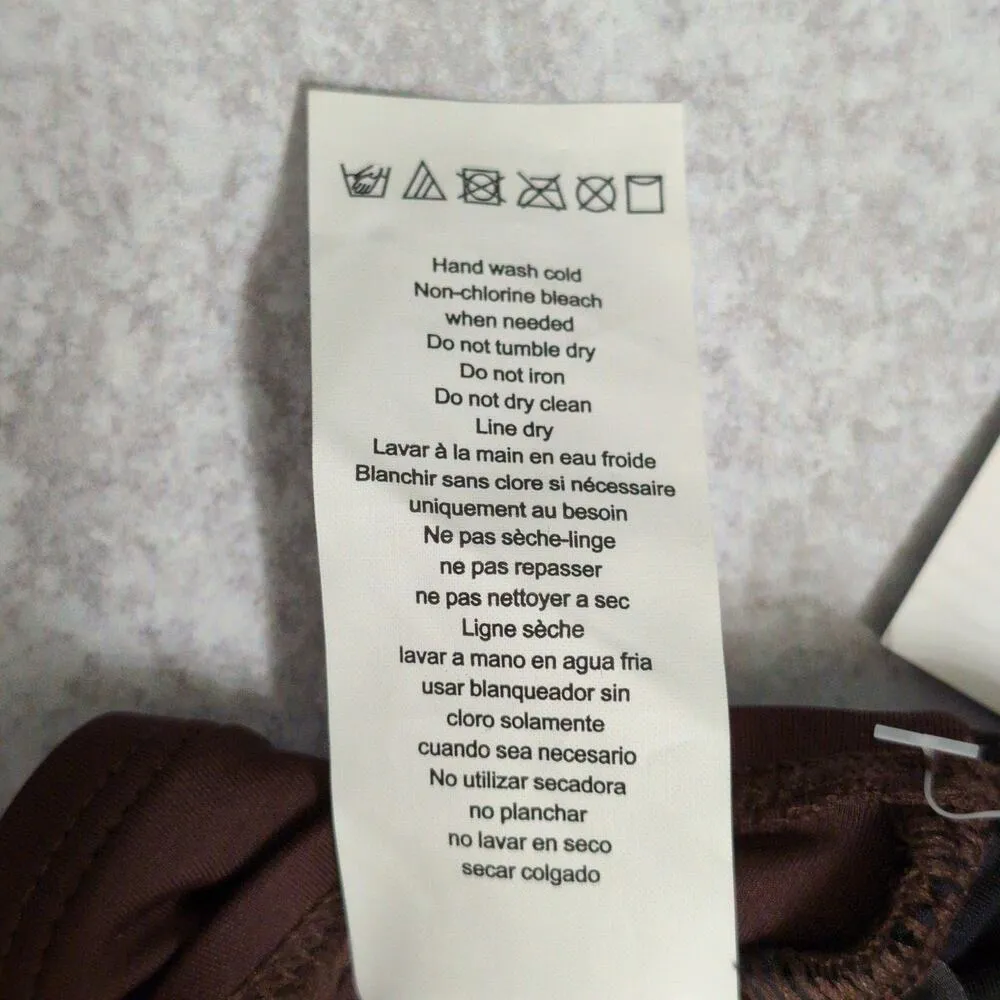 Hand wash cold
Non-chlorine bleach
when needed
Do not tumble dry
Do not iron
Do not dry clean
Line dry
Lavar à la main en eau froide
Blanchir sans clore si nécessaire
uniquement au besoin
Ne pas sèche-linge
ne pas repasser
ne pas nettoyer a sec
Ligne sèche
lavar a mano en agua fria
usar blanqueador sin
cloro solamente
cuando sea necesario
No utilizar secadora
no planchar
no lavar en seco
secar colgado